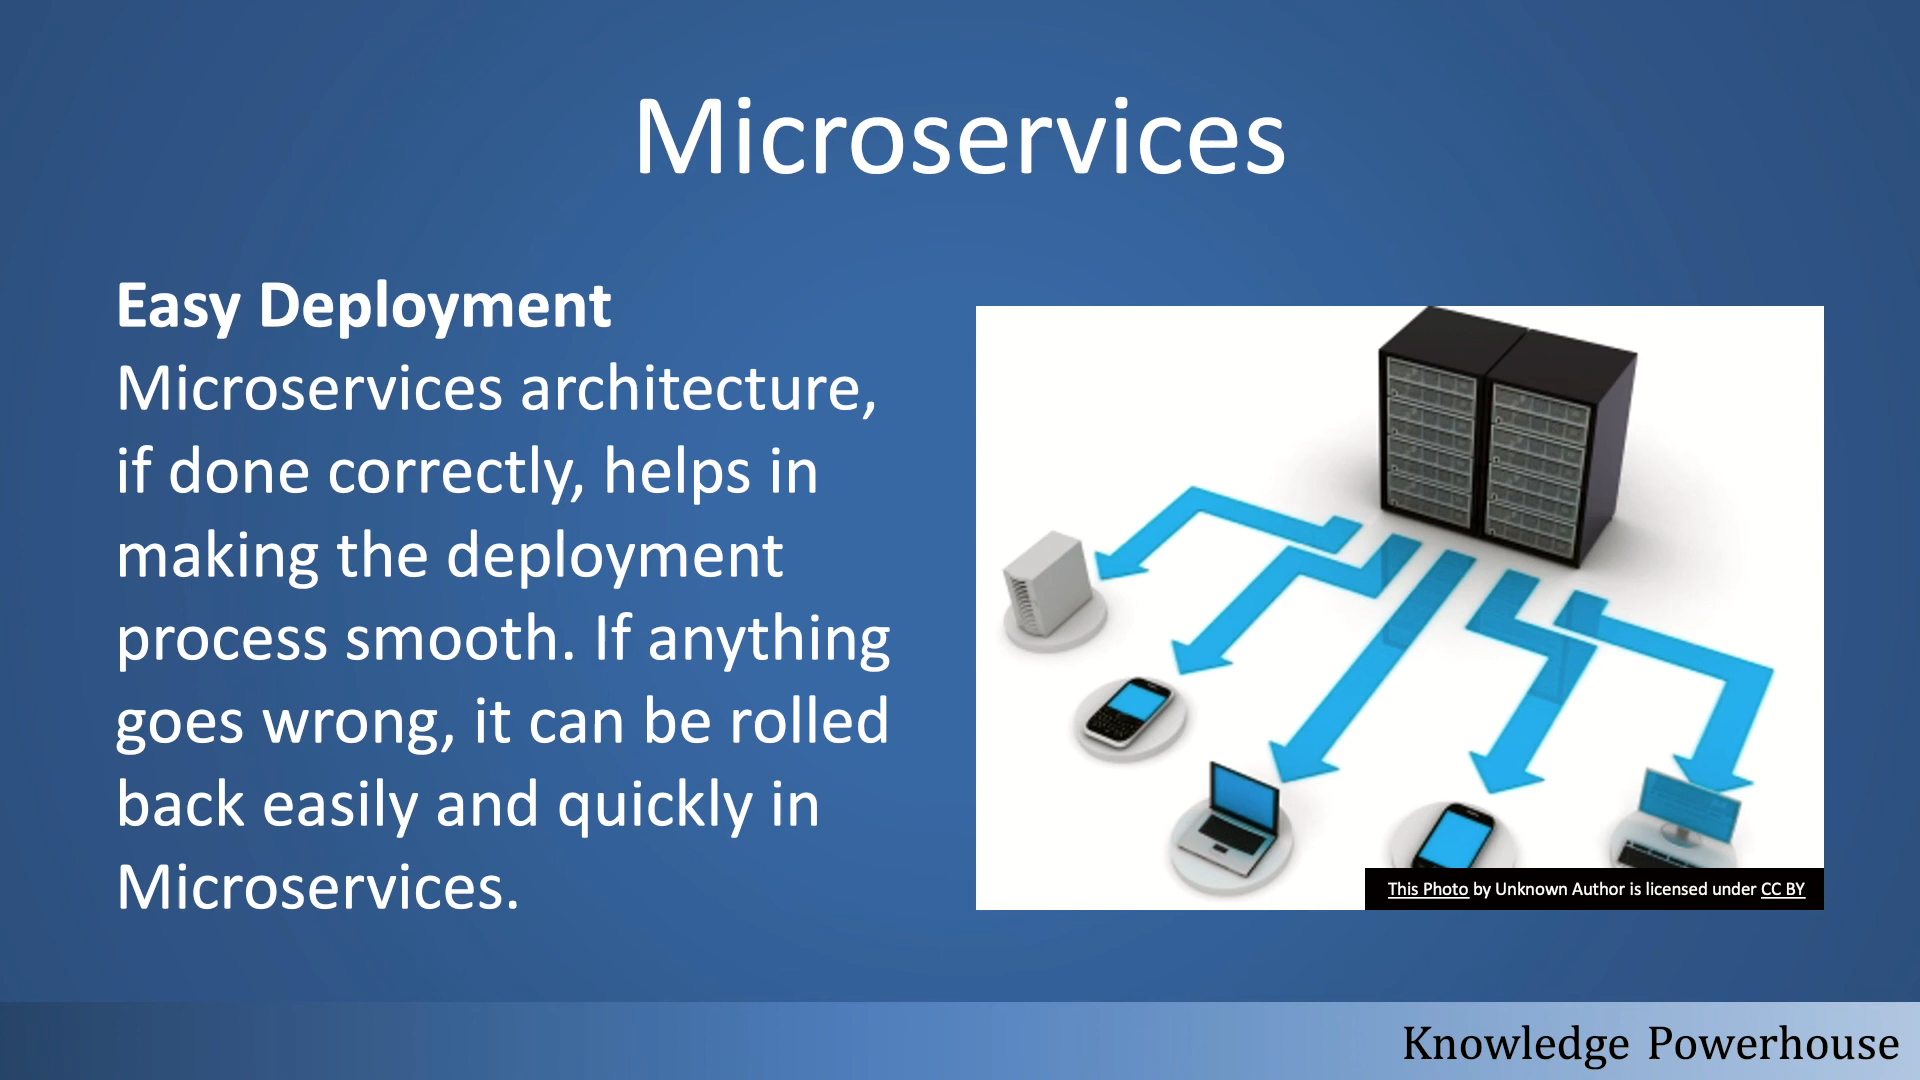 Microservices
Easy Deployment
Microservices architecture,
if done correctly, helps in
making the deployment
process smooth. If anything
goes wrong, it can be rolled
back easily and quickly in
Microservices.
This Photo by Unknown Author is licensed under CC BY
Knowledge Powerhouse